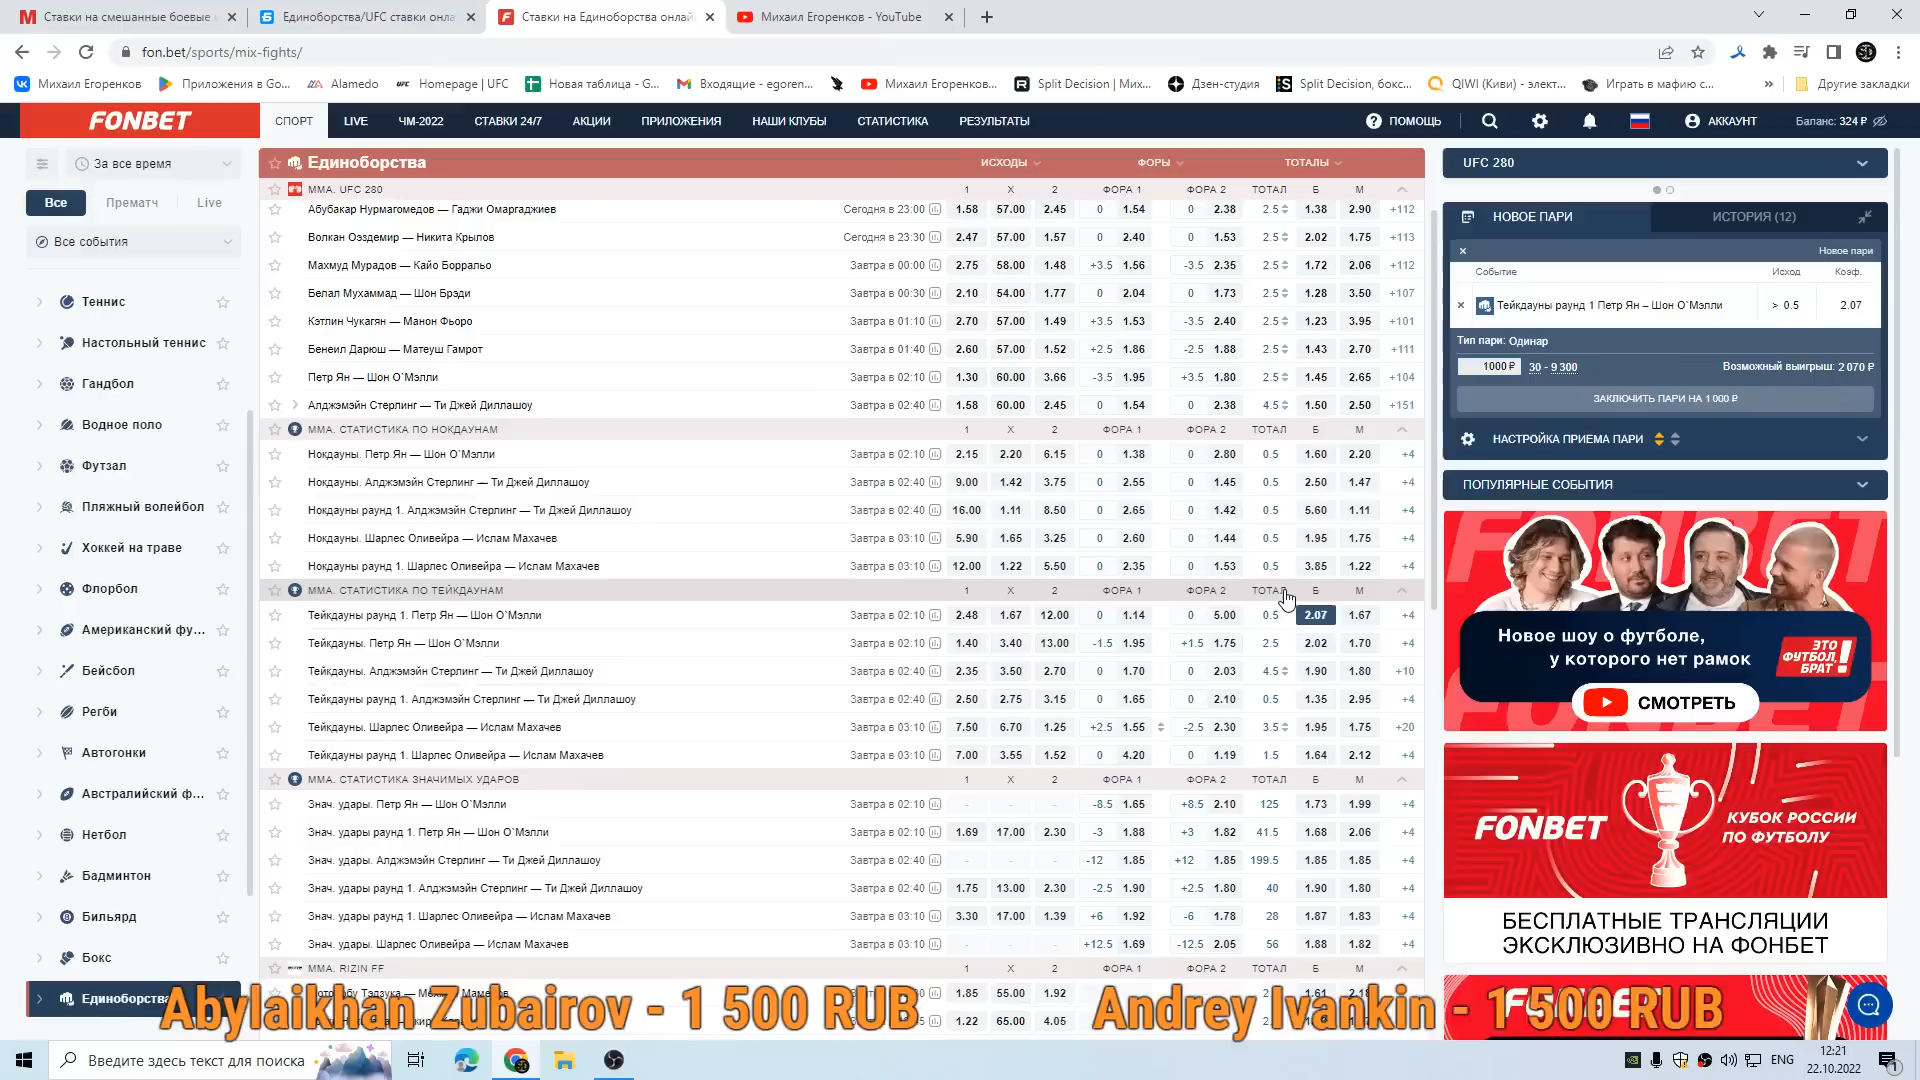 Ставки на смешанные боевые
Единоборства/UFC ставки онла
Ставки на Единоборства онлай
Михаил Егоренков - YouTube
fon.bet/sports/mix-fights/
Михаил Егоренков
Приложения в Go...
Alamedo
Homepage | UFC
Новая таблица - G...
Входящие - egoren...
Михаил Егоренков...
Split Decision | Mих...
Дзен-студия
Split Decision, бокс...
QIWI (Киви) - элект...
Играть в мафию с...
»
Другие закладки
FONBET
СПОРТ
LIVE
ЧМ-2022
СТАВКИ 24/7
АКЦИИ
ПРИЛОЖЕНИЯ
НАШИ КЛУБЫ
СТАТИСТИКА
РЕЗУЛЬТАТЫ
ПОМОЩЬ
АККАУНТ
Баланс: 324 ₽
За все время
Все Прематч Live
Все события
Теннис
Настольный теннис
Гандбол
Водное поло
Футзал
Пляжный волейбол
Хоккей на траве
Флорбол
Американский фу...
Бейсбол
Регби
Автогонки
Австралийский ф...
Нетбол
Бадминтон
Бильярд
Бокс
Единоборства
Единоборства ИСХОДЫ ФОРЫ ТОТАЛЫ
ММА. UFC 280 1 X 2 ФОРА 1 ФОРА 2 ТОТАЛ Б М
Абубакар Нурмагомедов — Гаджи Омаргаджиев Сегодня в 23:00 1.58 57.00 2.45 0 1.54 0 2.38 2.5 1.38 2.90 +112
Волкан Оэздемир — Никита Крылов Сегодня в 23:30 2.47 57.00 1.57 0 2.40 0 1.53 2.5 2.02 1.75 +113
Махмуд Мурадов — Кайо Борральо Завтра в 00:00 2.75 58.00 1.48 +3.5 1.56 -3.5 2.35 2.5 1.72 2.06 +112
Белал Мухаммад — Шон Брэди Завтра в 00:30 2.10 54.00 1.77 0 2.04 0 1.73 2.5 1.28 3.50 +107
Кэтлин Чукагян — Манон Фьоро Завтра в 01:10 2.70 57.00 1.49 +3.5 1.53 -3.5 2.40 2.5 1.23 3.95 +101
Бенеил Дарюш — Матеуш Гамрот Завтра в 01:40 2.60 57.00 1.52 +2.5 1.86 -2.5 1.88 2.5 1.43 2.70 +111
Петр Ян — Шон О`Мэлли Завтра в 02:10 1.30 60.00 3.66 -3.5 1.95 +3.5 1.80 2.5 1.45 2.65 +104
Алджэмэйн Стерлинг — Ти Джей Диллашоу Завтра в 02:40 1.58 60.00 2.45 0 1.54 0 2.38 4.5 1.50 2.50 +151
ММА. СТАТИСТИКА ПО НОКДАУНАМ 1 X 2 ФОРА 1 ФОРА 2 ТОТАЛ Б М
Нокдауны. Петр Ян — Шон О`Мэлли Завтра в 02:10 2.15 2.20 6.15 0 1.38 0 2.80 0.5 1.60 2.20 +4
Нокдауны. Алджэмэйн Стерлинг — Ти Джей Диллашоу Завтра в 02:40 9.00 1.42 3.75 0 2.55 0 1.45 0.5 2.50 1.47 +4
Нокдауны раунд 1. Алджэмэйн Стерлинг — Ти Джей Диллашоу Завтра в 02:40 16.00 1.11 8.50 0 2.65 0 1.42 0.5 5.60 1.11 +4
Нокдауны. Шарлес Оливейра — Ислам Махачев Завтра в 03:10 5.90 1.65 3.25 0 2.60 0 1.44 0.5 1.95 1.75 +4
Нокдауны раунд 1. Шарлес Оливейра — Ислам Махачев Завтра в 03:10 12.00 1.22 5.50 0 2.35 0 1.53 0.5 3.85 1.22 +4
ММА. СТАТИСТИКА ПО ТЕЙКДАУНАМ 1 X 2 ФОРА 1 ФОРА 2 ТОТАЛ Б М
Тейкдауны раунд 1. Петр Ян — Шон О`Мэлли Завтра в 02:10 2.48 1.67 12.00 0 1.14 0 5.00 0.5 2.07 1.67 +4
Тейкдауны. Петр Ян — Шон О`Мэлли Завтра в 02:10 1.40 3.40 13.00 -1.5 1.95 +1.5 1.75 2.5 2.02 1.70 +4
Тейкдауны. Алджэмэйн Стерлинг — Ти Джей Диллашоу Завтра в 02:40 2.35 3.50 2.70 0 1.70 0 2.03 4.5 1.90 1.80 +10
Тейкдауны раунд 1. Алджэмэйн Стерлинг — Ти Джей Диллашоу Завтра в 02:40 2.50 2.75 3.15 0 1.65 0 2.10 0.5 1.35 2.95 +4
Тейкдауны. Шарлес Оливейра — Ислам Махачев Завтра в 03:10 7.50 6.70 1.25 +2.5 1.55 -2.5 2.30 3.5 1.95 1.75 +20
Тейкдауны раунд 1. Шарлес Оливейра — Ислам Махачев Завтра в 03:10 7.00 3.55 1.52 0 4.20 0 1.19 1.5 1.64 2.12 +4
ММА. СТАТИСТИКА ЗНАЧИМЫХ УДАРОВ 1 X 2 ФОРА 1 ФОРА 2 ТОТАЛ Б М
Знач. удары. Петр Ян — Шон О`Мэлли Завтра в 02:10 - - - -8.5 1.65 +8.5 2.10 125 1.73 1.99 +4
Знач. удары раунд 1. Петр Ян — Шон О`Мэлли Завтра в 02:10 1.69 17.00 2.30 -3 1.88 +3 1.82 41.5 1.68 2.06 +4
Знач. удары. Алджэмэйн Стерлинг — Ти Джей Диллашоу Завтра в 02:40 - - - -12 1.85 +12 1.85 199.5 1.85 1.85 +4
Знач. удары раунд 1. Алджэмэйн Стерлинг — Ти Джей Диллашоу Завтра в 02:40 1.75 13.00 2.30 -2.5 1.90 +2.5 1.80 40 1.90 1.80 +4
Знач. удары раунд 1. Шарлес Оливейра — Ислам Махачев Завтра в 03:10 3.30 17.00 1.39 +6 1.92 -6 1.78 28 1.87 1.83 +4
Знач. удары. Шарлес Оливейра — Ислам Махачев Завтра в 03:10 - - - +12.5 1.69 -12.5 2.05 56 1.88 1.82 +4
ММА. RIZIN FF 1 X 2 ФОРА 1 ФОРА 2 ТОТАЛ Б М
1.85 55.00 1.92
1.22 65.00 4.05
Abylaikhan Zubairov - 1 500 RUB
Andrey Ivankin - 1 500 RUB
UFC 280
НОВОЕ ПАРИ
ИСТОРИЯ (12)
Новое пари
Событие Исход Коэф.
Тейкдауны раунд 1 Петр Ян – Шон О`Мэлли > 0.5 2.07
Тип пари: Одинар
1000 ₽ 30 - 9 300 Возможный выигрыш: 2 070 ₽
ЗАКЛЮЧИТЬ ПАРИ НА 1 000 ₽
НАСТРОЙКА ПРИЕМА ПАРИ
ПОПУЛЯРНЫЕ СОБЫТИЯ
Новое шоу о футболе,
у которого нет рамок
ЭТО
ФУТБОЛ,
БРАТ!
СМОТРЕТЬ
FONBET
КУБОК РОССИИ
ПО ФУТБОЛУ
БЕСПЛАТНЫЕ ТРАНСЛЯЦИИ
ЭКСКЛЮЗИВНО НА ФОНБЕТ
Введите здесь текст для поиска
ENG
12:21
22.10.2022